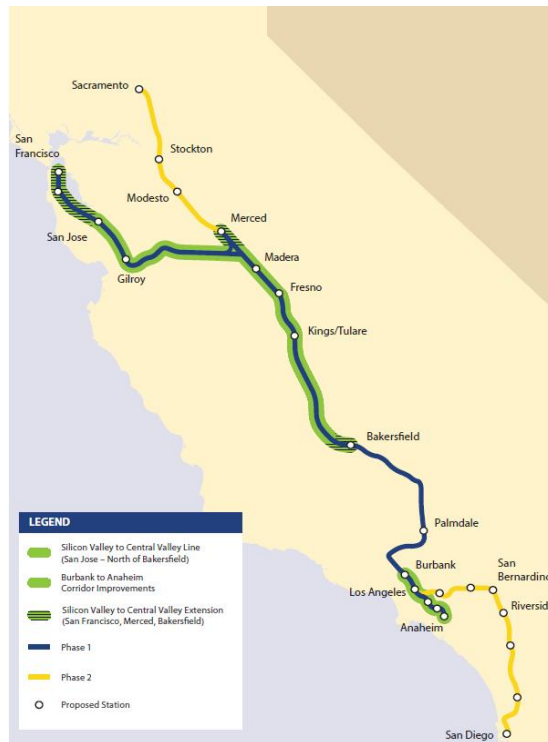 Sacramento
San
Francisco
Stockton
Modesto
Merced
San Jose
Madera
Gilroy
Fresno
Kings/Tulare
Bakersfield
Palmdale
Burbank
San
Bernardino
Los Angeles
Riversid
Anaheim
San Diego
LEGEND
Silicon Valley to Central Valley Line
(San Jose – North of Bakersfield)
Burbank to Anaheim
Corridor Improvements
Silicon Valley to Central Valley Extension
(San Francisco, Merced, Bakersfield)
Phase 1
Phase 2
Proposed Station